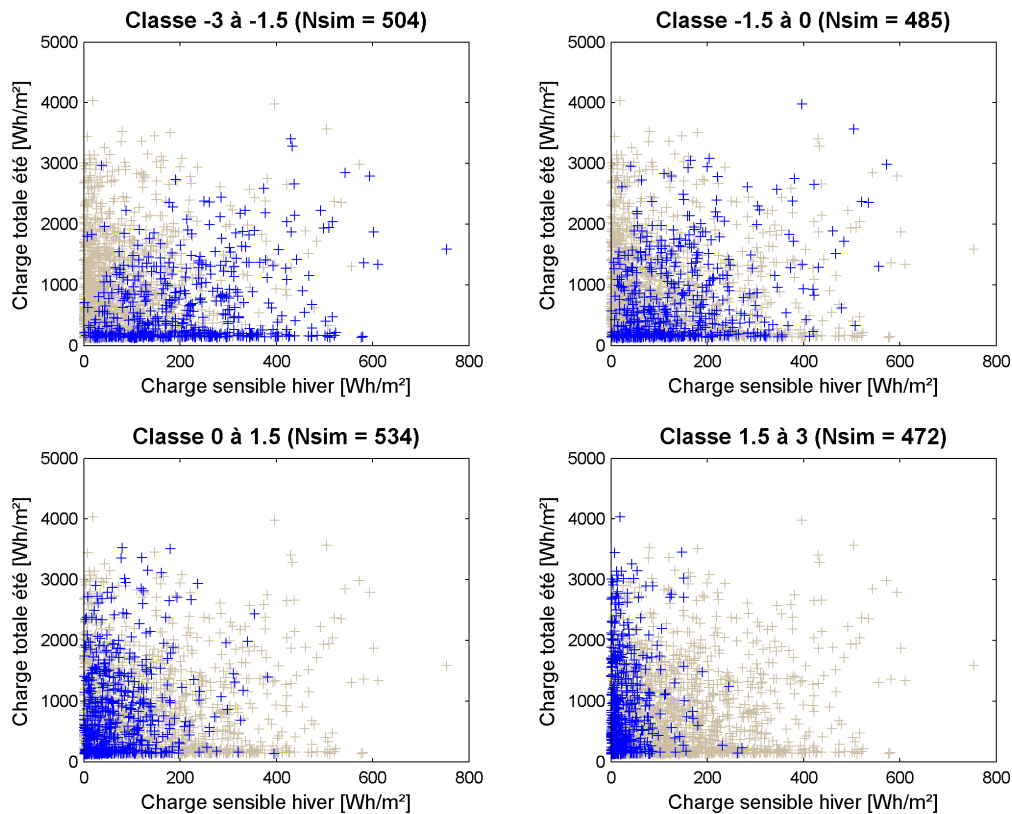 Classe -3 à -1.5 (Nsim = 504)
5000
4000
3000
2000
1000
0
Charge totale été [Wh/m²]
0 200 400 600 800
Charge sensible hiver [Wh/m²]
Classe -1.5 à 0 (Nsim = 485)
5000
4000
3000
2000
1000
0
Charge totale été [Wh/m²]
0 200 400 600 800
Charge sensible hiver [Wh/m²]
Classe 0 à 1.5 (Nsim = 534)
5000
4000
3000
2000
1000
0
Charge totale été [Wh/m²]
0 200 400 600 800
Charge sensible hiver [Wh/m²]
Classe 1.5 à 3 (Nsim = 472)
5000
4000
3000
2000
1000
0
Charge totale été [Wh/m²]
0 200 400 600 800
Charge sensible hiver [Wh/m²]